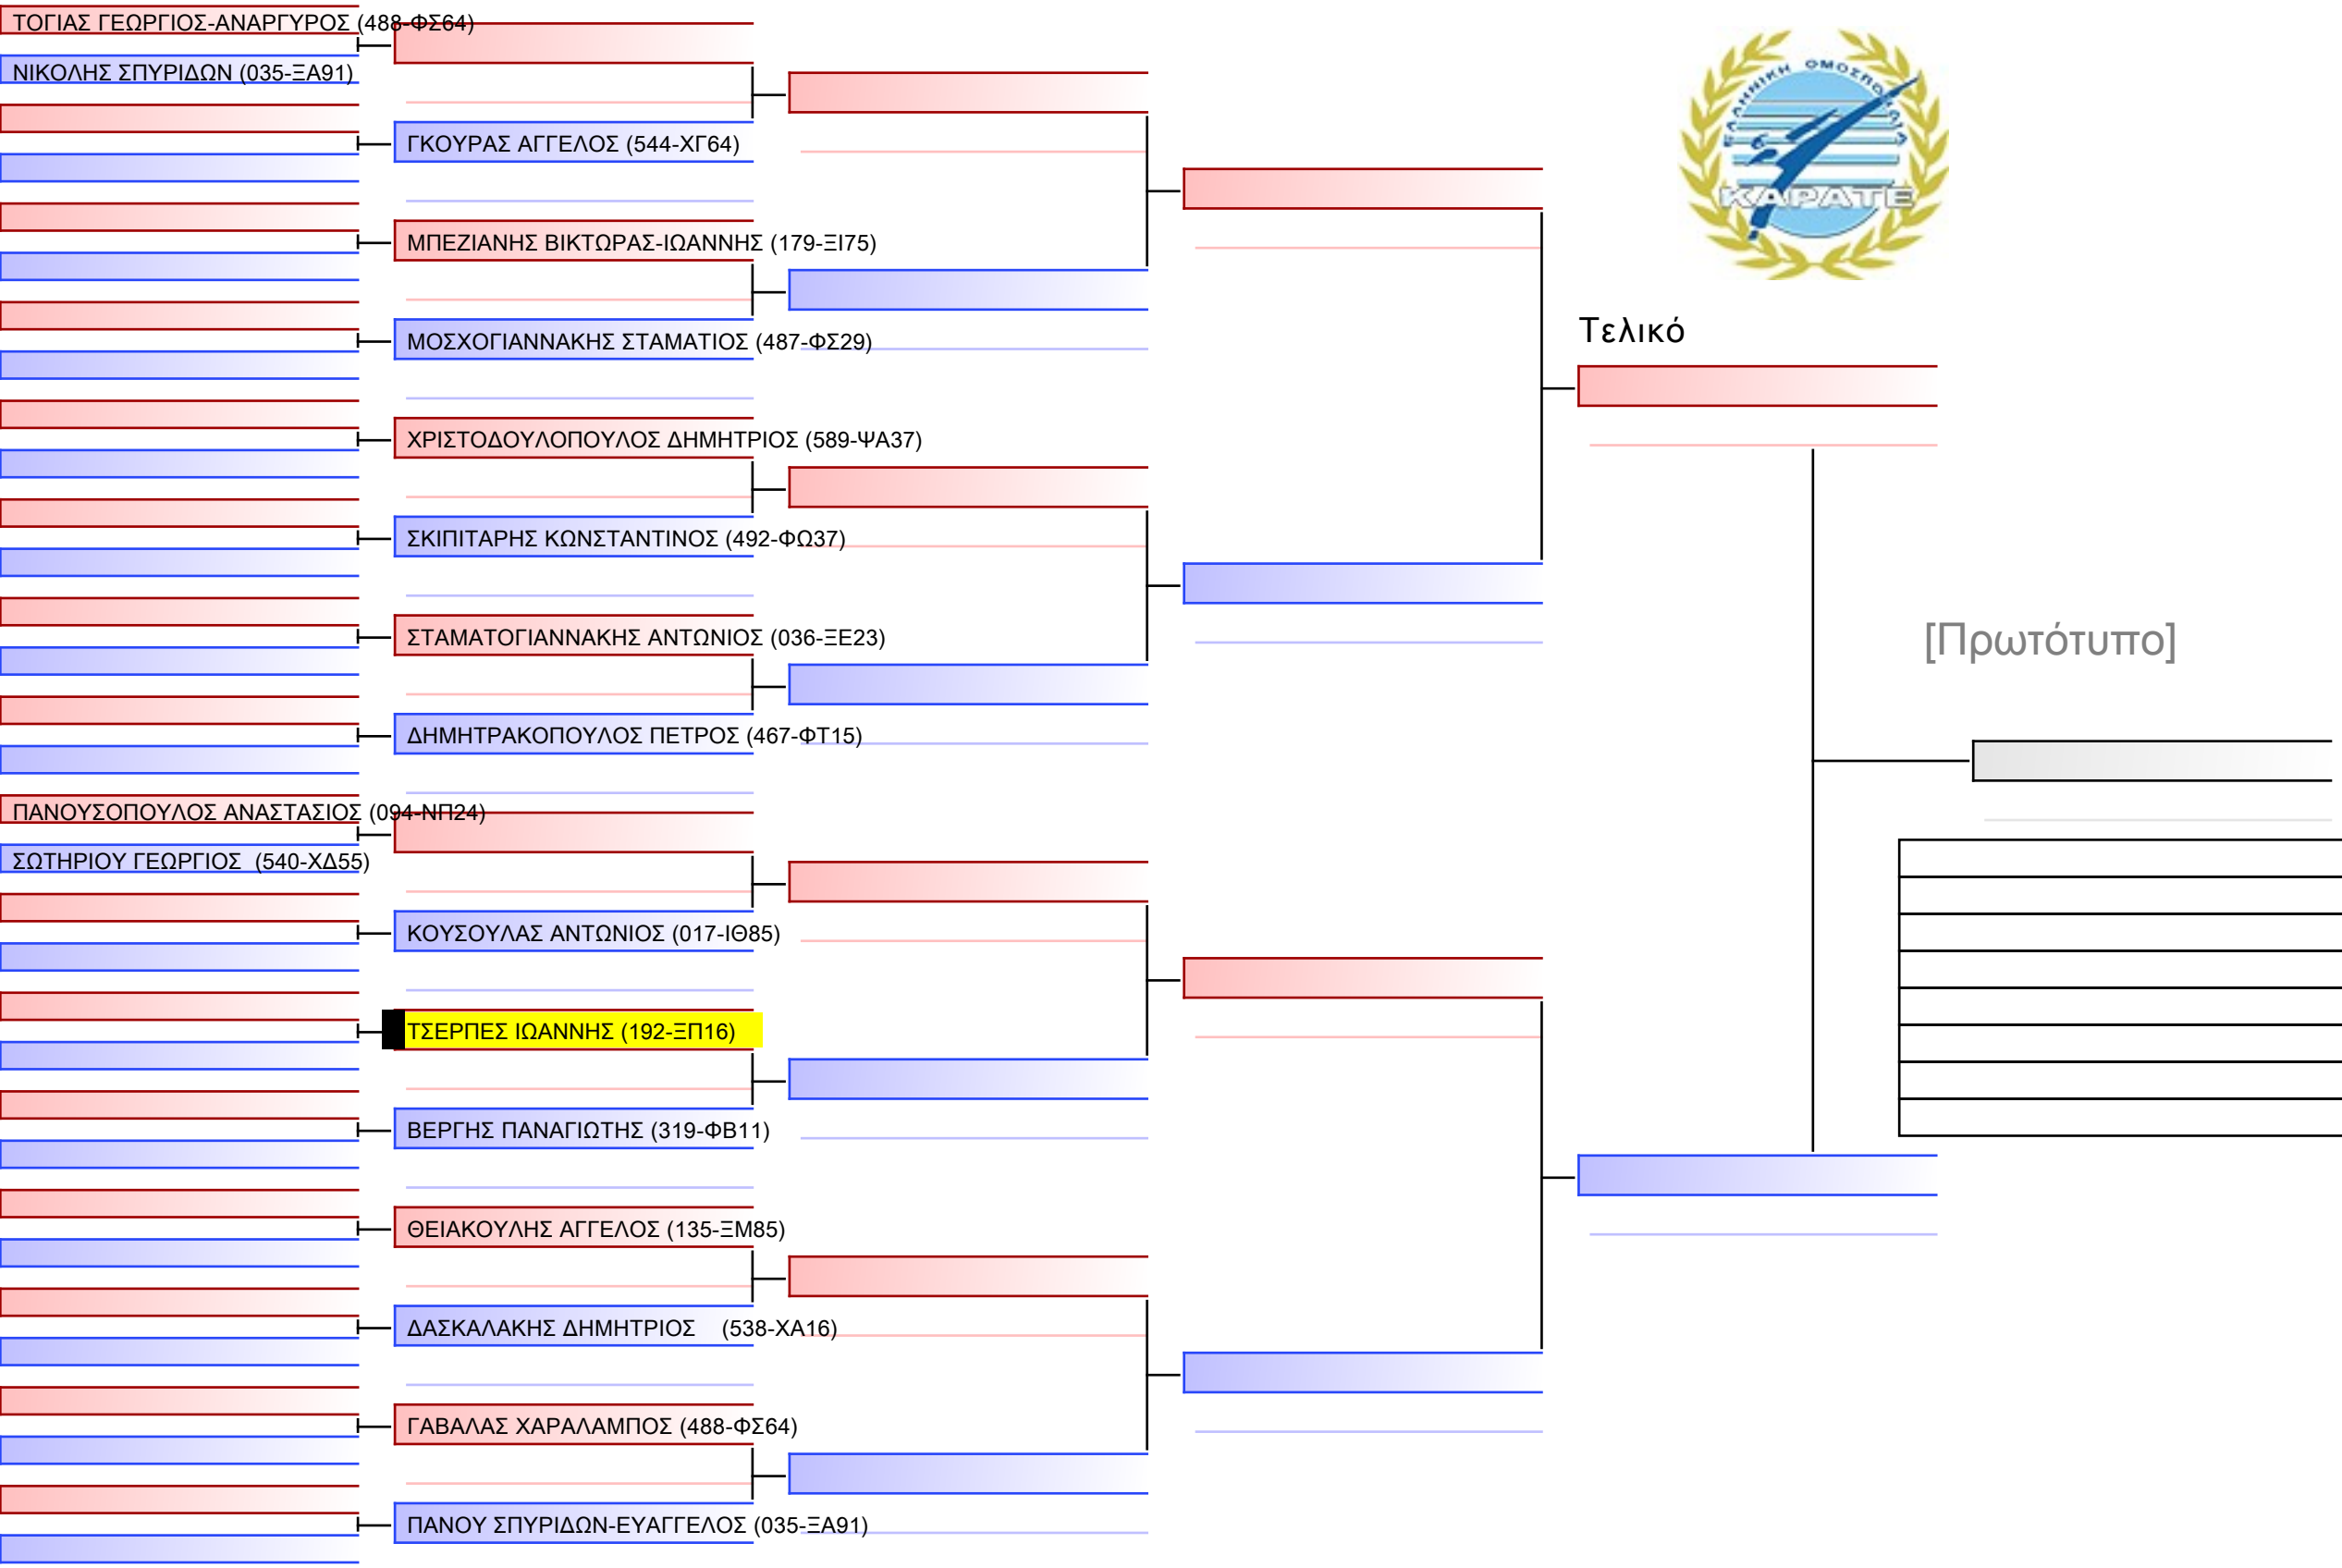 ΤΟΓΙΑΣ ΓΕΩΡΓΙΟΣ-ΑΝΑΡΓΥΡΟΣ (488-ΦΣ64)
ΝΙΚΟΛΗΣ ΣΠΥΡΙΔΩΝ (035-ΞΑ91)
ΓΚΟΥΡΑΣ ΑΓΓΕΛΟΣ (544-ΧΓ64)
ΜΠΕΖΙΑΝΗΣ ΒΙΚΤΩΡΑΣ-ΙΩΑΝΝΗΣ (179-ΞΙ75)
ΜΟΣΧΟΓΙΑΝΝΑΚΗΣ ΣΤΑΜΑΤΙΟΣ (487-ΦΣ29)
ΧΡΙΣΤΟΔΟΥΛΟΠΟΥΛΟΣ ΔΗΜΗΤΡΙΟΣ (589-ΨΑ37)
ΣΚΙΠΙΤΑΡΗΣ ΚΩΝΣΤΑΝΤΙΝΟΣ (492-ΦΩ37)
ΣΤΑΜΑΤΟΓΙΑΝΝΑΚΗΣ ΑΝΤΩΝΙΟΣ (036-ΞΕ23)
ΔΗΜΗΤΡΑΚΟΠΟΥΛΟΣ ΠΕΤΡΟΣ (467-ΦΤ15)
ΠΑΝΟΥΣΟΠΟΥΛΟΣ ΑΝΑΣΤΑΣΙΟΣ (094-ΝΠ24)
ΣΩΤΗΡΙΟΥ ΓΕΩΡΓΙΟΣ (540-ΧΔ55)
ΚΟΥΣΟΥΛΑΣ ΑΝΤΩΝΙΟΣ (017-ΙΘ85)
ΤΣΕΡΠΕΣ ΙΩΑΝΝΗΣ (192-ΞΠ16)
ΒΕΡΓΗΣ ΠΑΝΑΓΙΩΤΗΣ (319-ΦΒ11)
ΘΕΙΑΚΟΥΛΗΣ ΑΓΓΕΛΟΣ (135-ΞΜ85)
ΔΑΣΚΑΛΑΚΗΣ ΔΗΜΗΤΡΙΟΣ (538-ΧΑ16)
ΓΑΒΑΛΑΣ ΧΑΡΑΛΑΜΠΟΣ (488-ΦΣ64)
ΠΑΝΟΥ ΣΠΥΡΙΔΩΝ-ΕΥΑΓΓΕΛΟΣ (035-ΞΑ91)
ΕΛΛΗΝΙΚΗ ΟΜΟΣΠΟΝΔΙΑ
ΚΑΡΑΤΕ
Τελικό
[Πρωτότυπο]